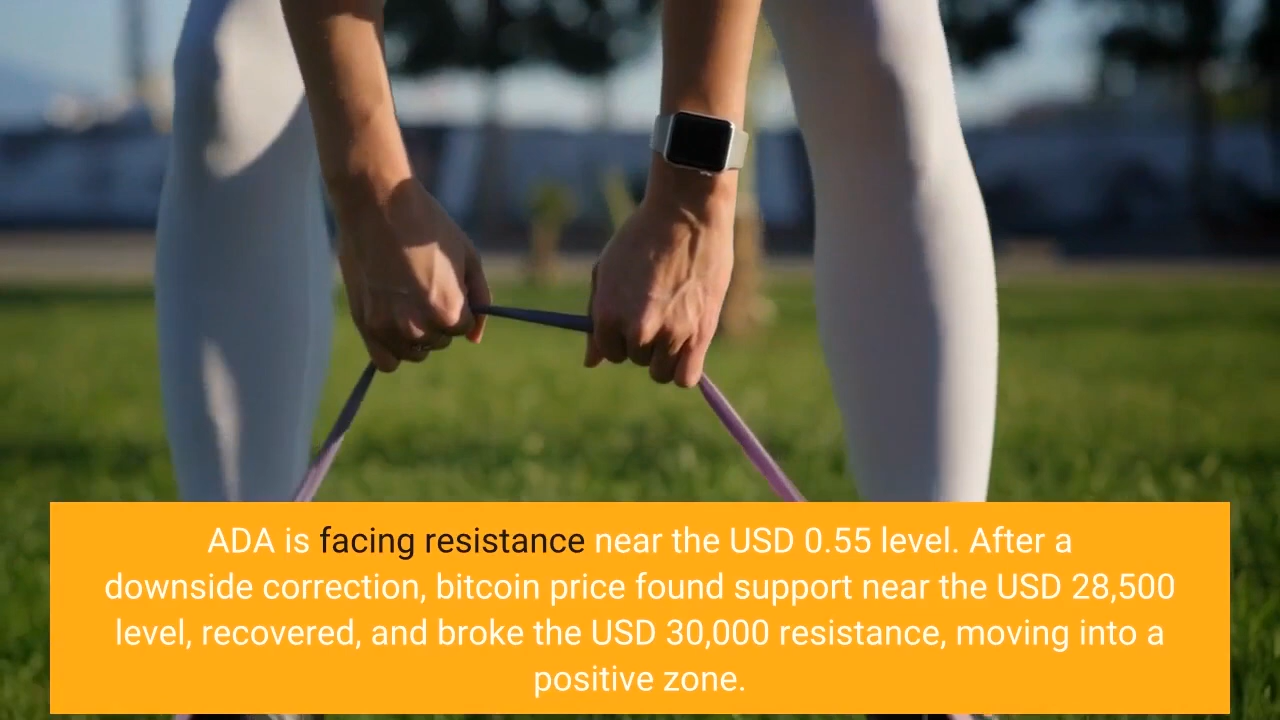 ADA is facing resistance near the USD 0.55 level. After a
downside correction, bitcoin price found support near the USD 28,500
level, recovered, and broke the USD 30,000 resistance, moving into a
positive zone.